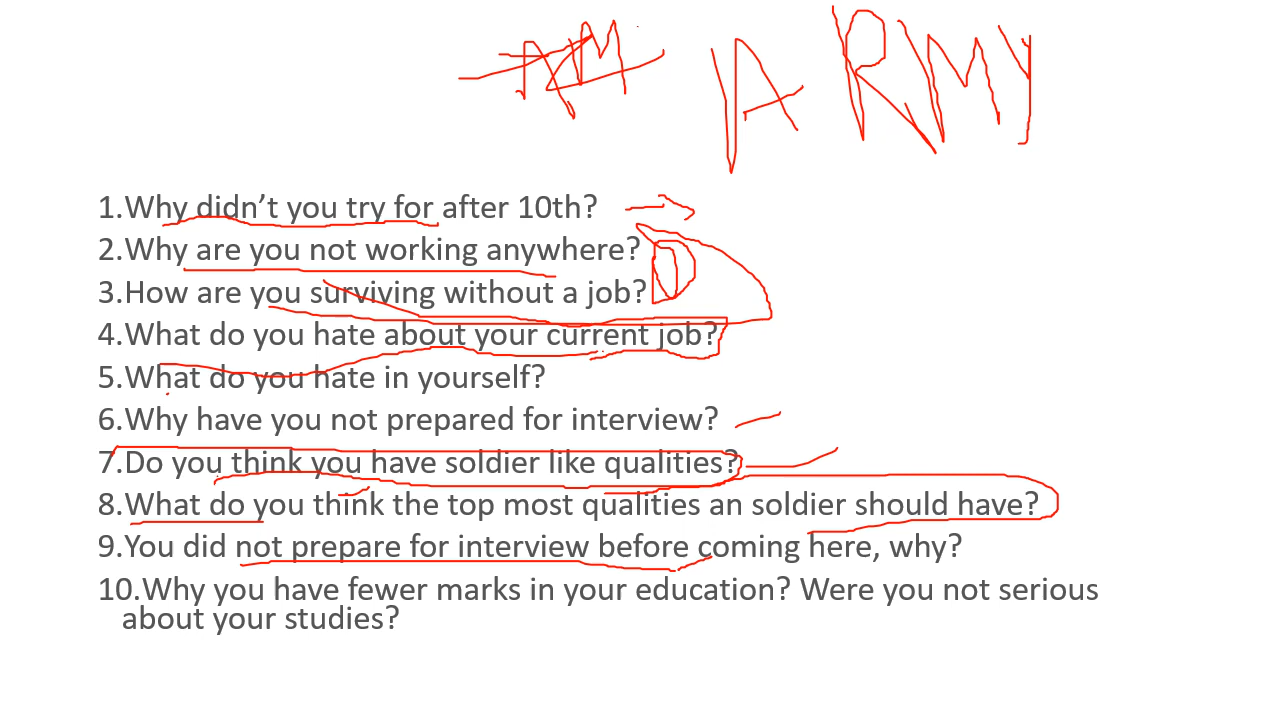 AM ARMY
1.Why didn’t you try for after 10th?
2.Why are you not working anywhere?
3.How are you surviving without a job?
4.What do you hate about your current job?
5.What do you hate in yourself?
6.Why have you not prepared for interview?
7.Do you think you have soldier like qualities?
8.What do you think the top most qualities an soldier should have?
9.You did not prepare for interview before coming here, why?
10.Why you have fewer marks in your education? Were you not serious
about your studies?